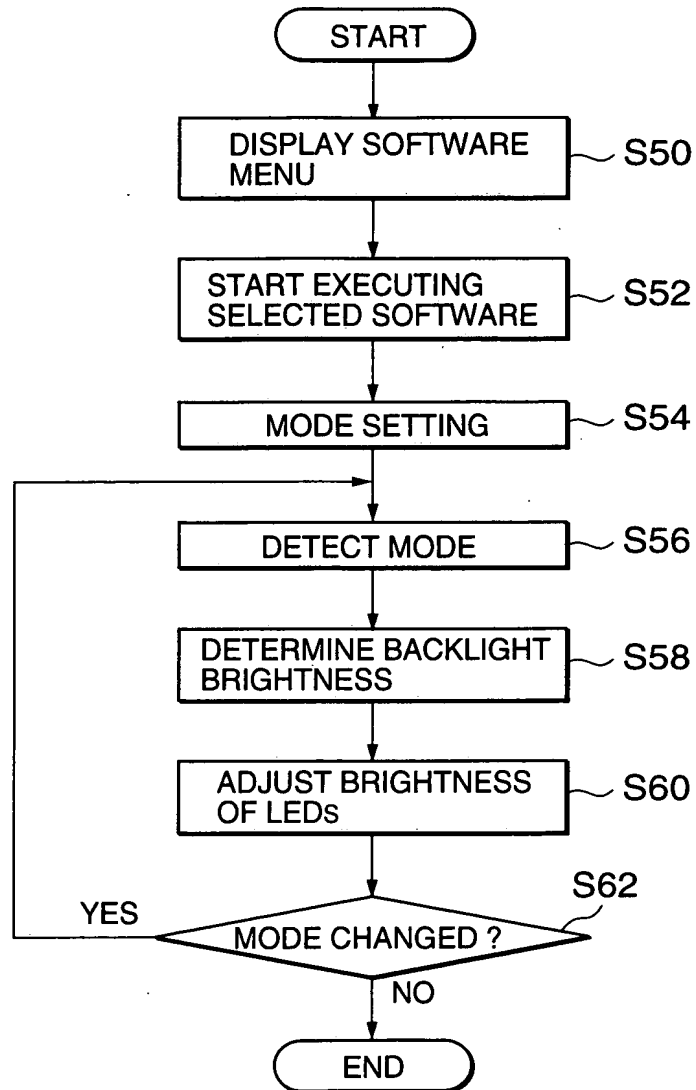 START
DISPLAY SOFTWARE
MENU
S50
START EXECUTING
SELECTED SOFTWARE
S52
MODE SETTING
S54
DETECT MODE
S56
DETERMINE BACKLIGHT
BRIGHTNESS
S58
ADJUST BRIGHTNESS
OF LEDs
S60
S62
YES
MODE CHANGED ?
NO
END